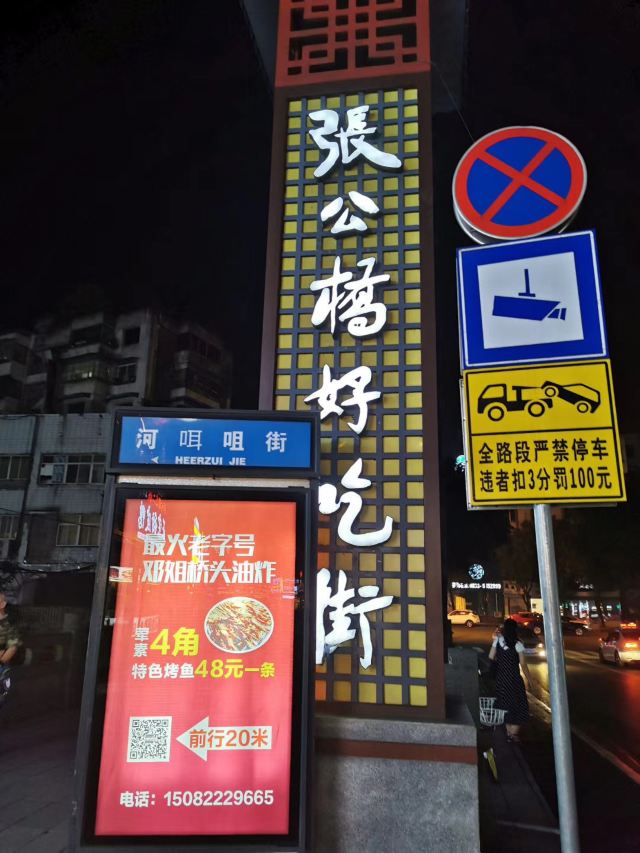 張公橋好吃街
河咡咀街
HEERZUI JIE
最火老字号
邓姐桥头油炸
荤
素 4角
特色烤鱼48元一条
前行20米
电话：15082229665
全路段严禁停车
违者扣3分罚100元